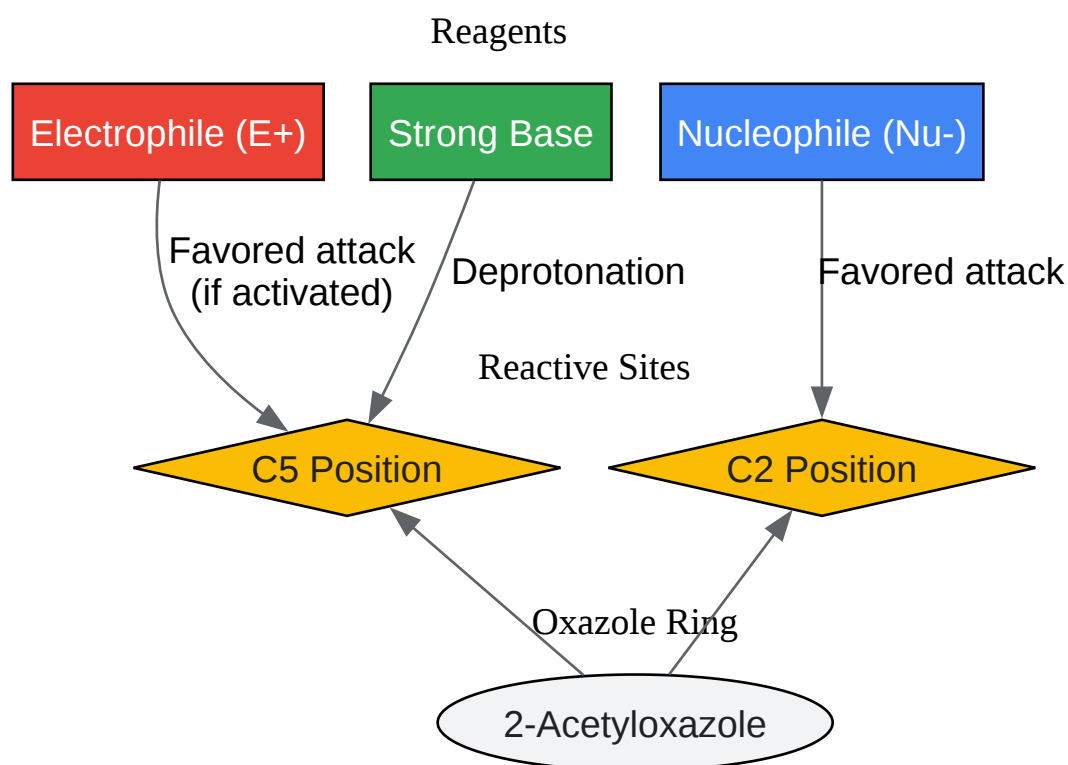 Reagents
Electrophile (E+)
Strong Base
Nucleophile (Nu-)
Favored attack
(if activated)
Deprotonation
Favored attack
Reactive Sites
C5 Position
C2 Position
Oxazole Ring
2-Acetyloxazole